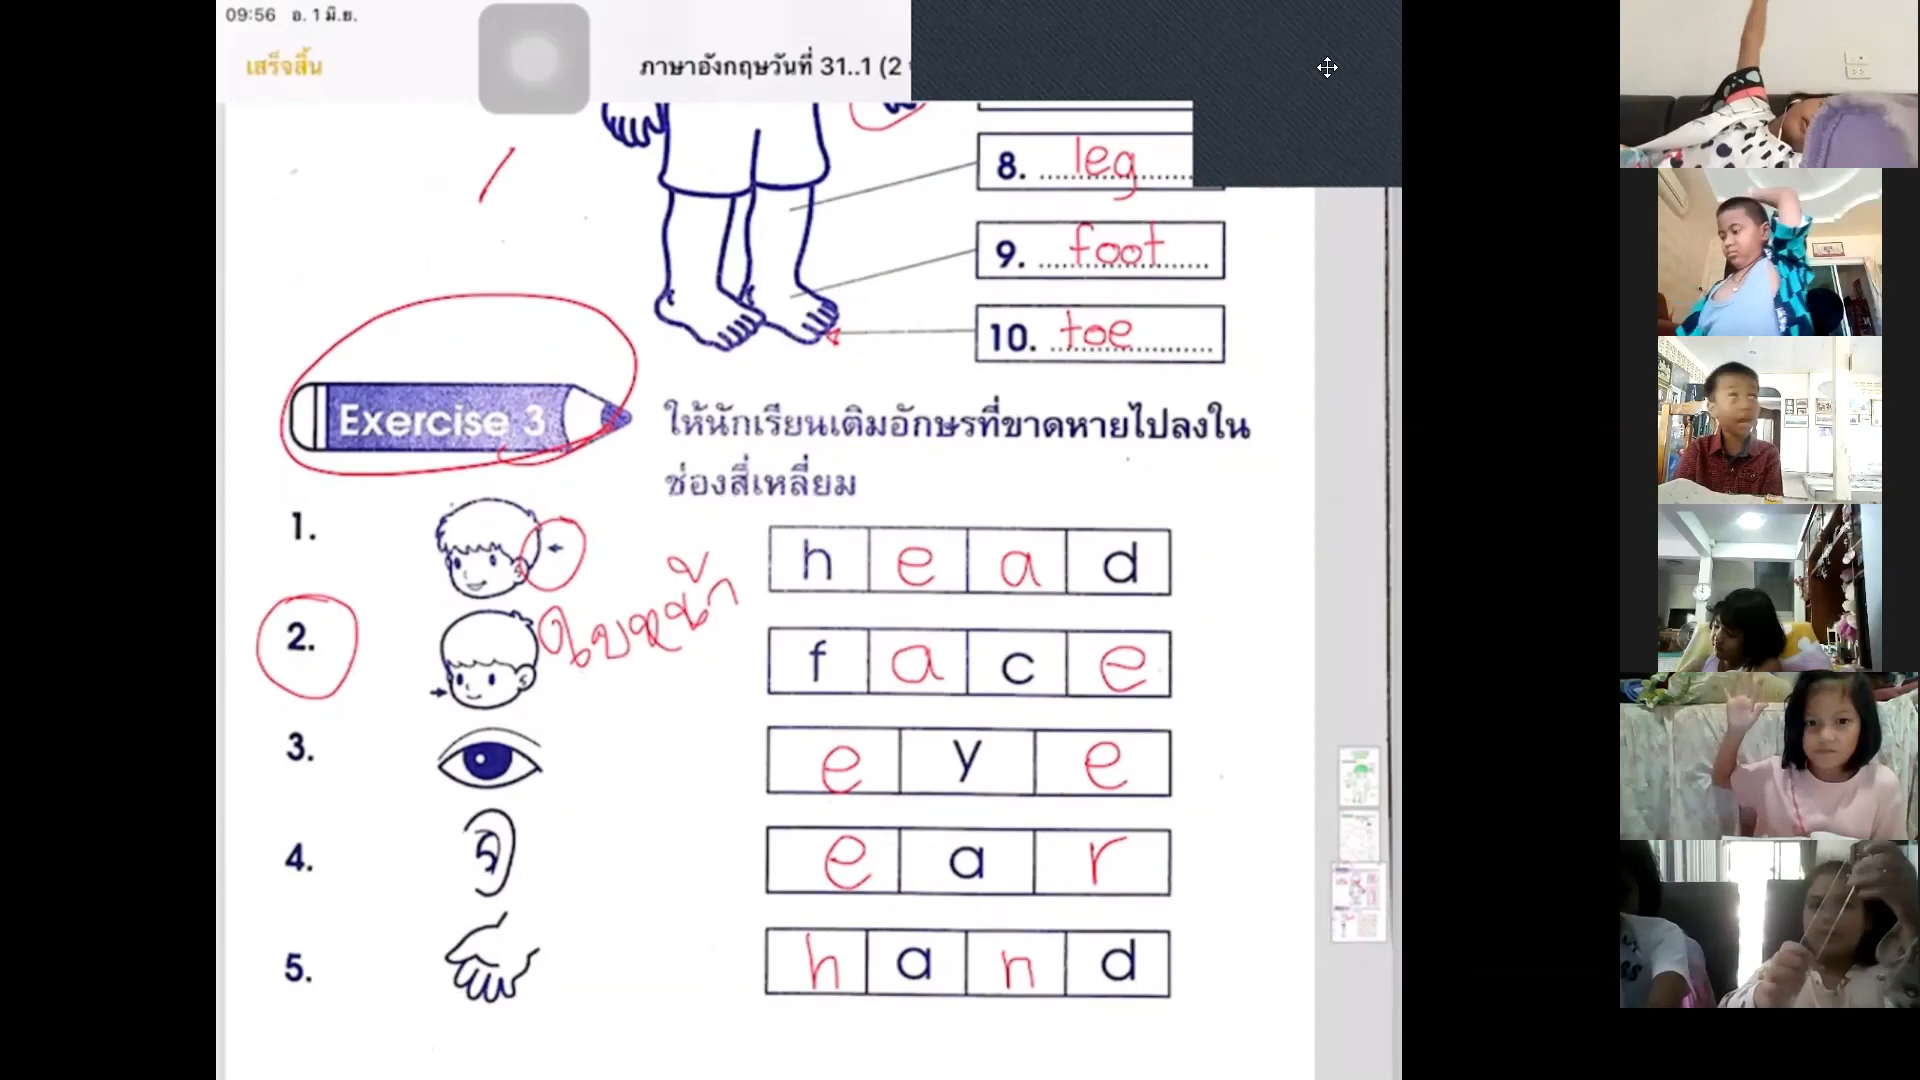 09:56 อ. 1 มิ.ย.
เสร็จสิ้น
ภาษาอังกฤษวันที่ 31..1 (2
8. leg
9. foot
10. toe
Exercise 3
ให้นักเรียนเติมอักษรที่ขาดหายไปลงใน
ช่องสี่เหลี่ยม
1. h e a d
2. ใบหน้า f a c e
3. e y e
4. e a r
5. h a n d